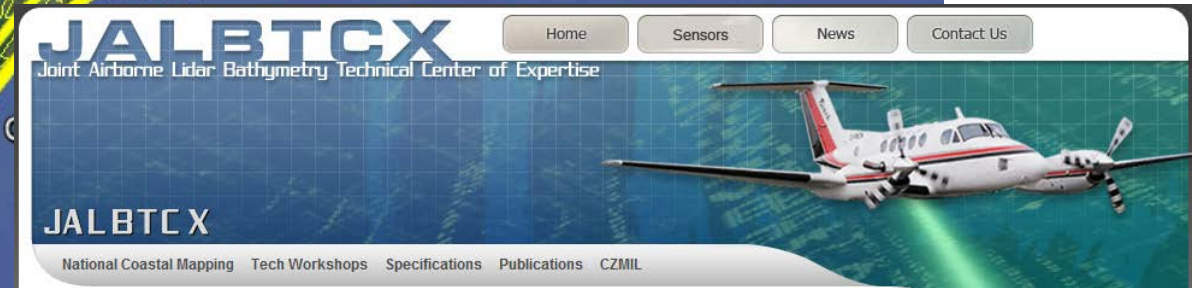 JALBTCX
Home Sensors News Contact Us
Joint Airborne Lidar Bathymetry Technical Center of Expertise
JALBTCX
National Coastal Mapping Tech Workshops Specifications Publications CZMIL